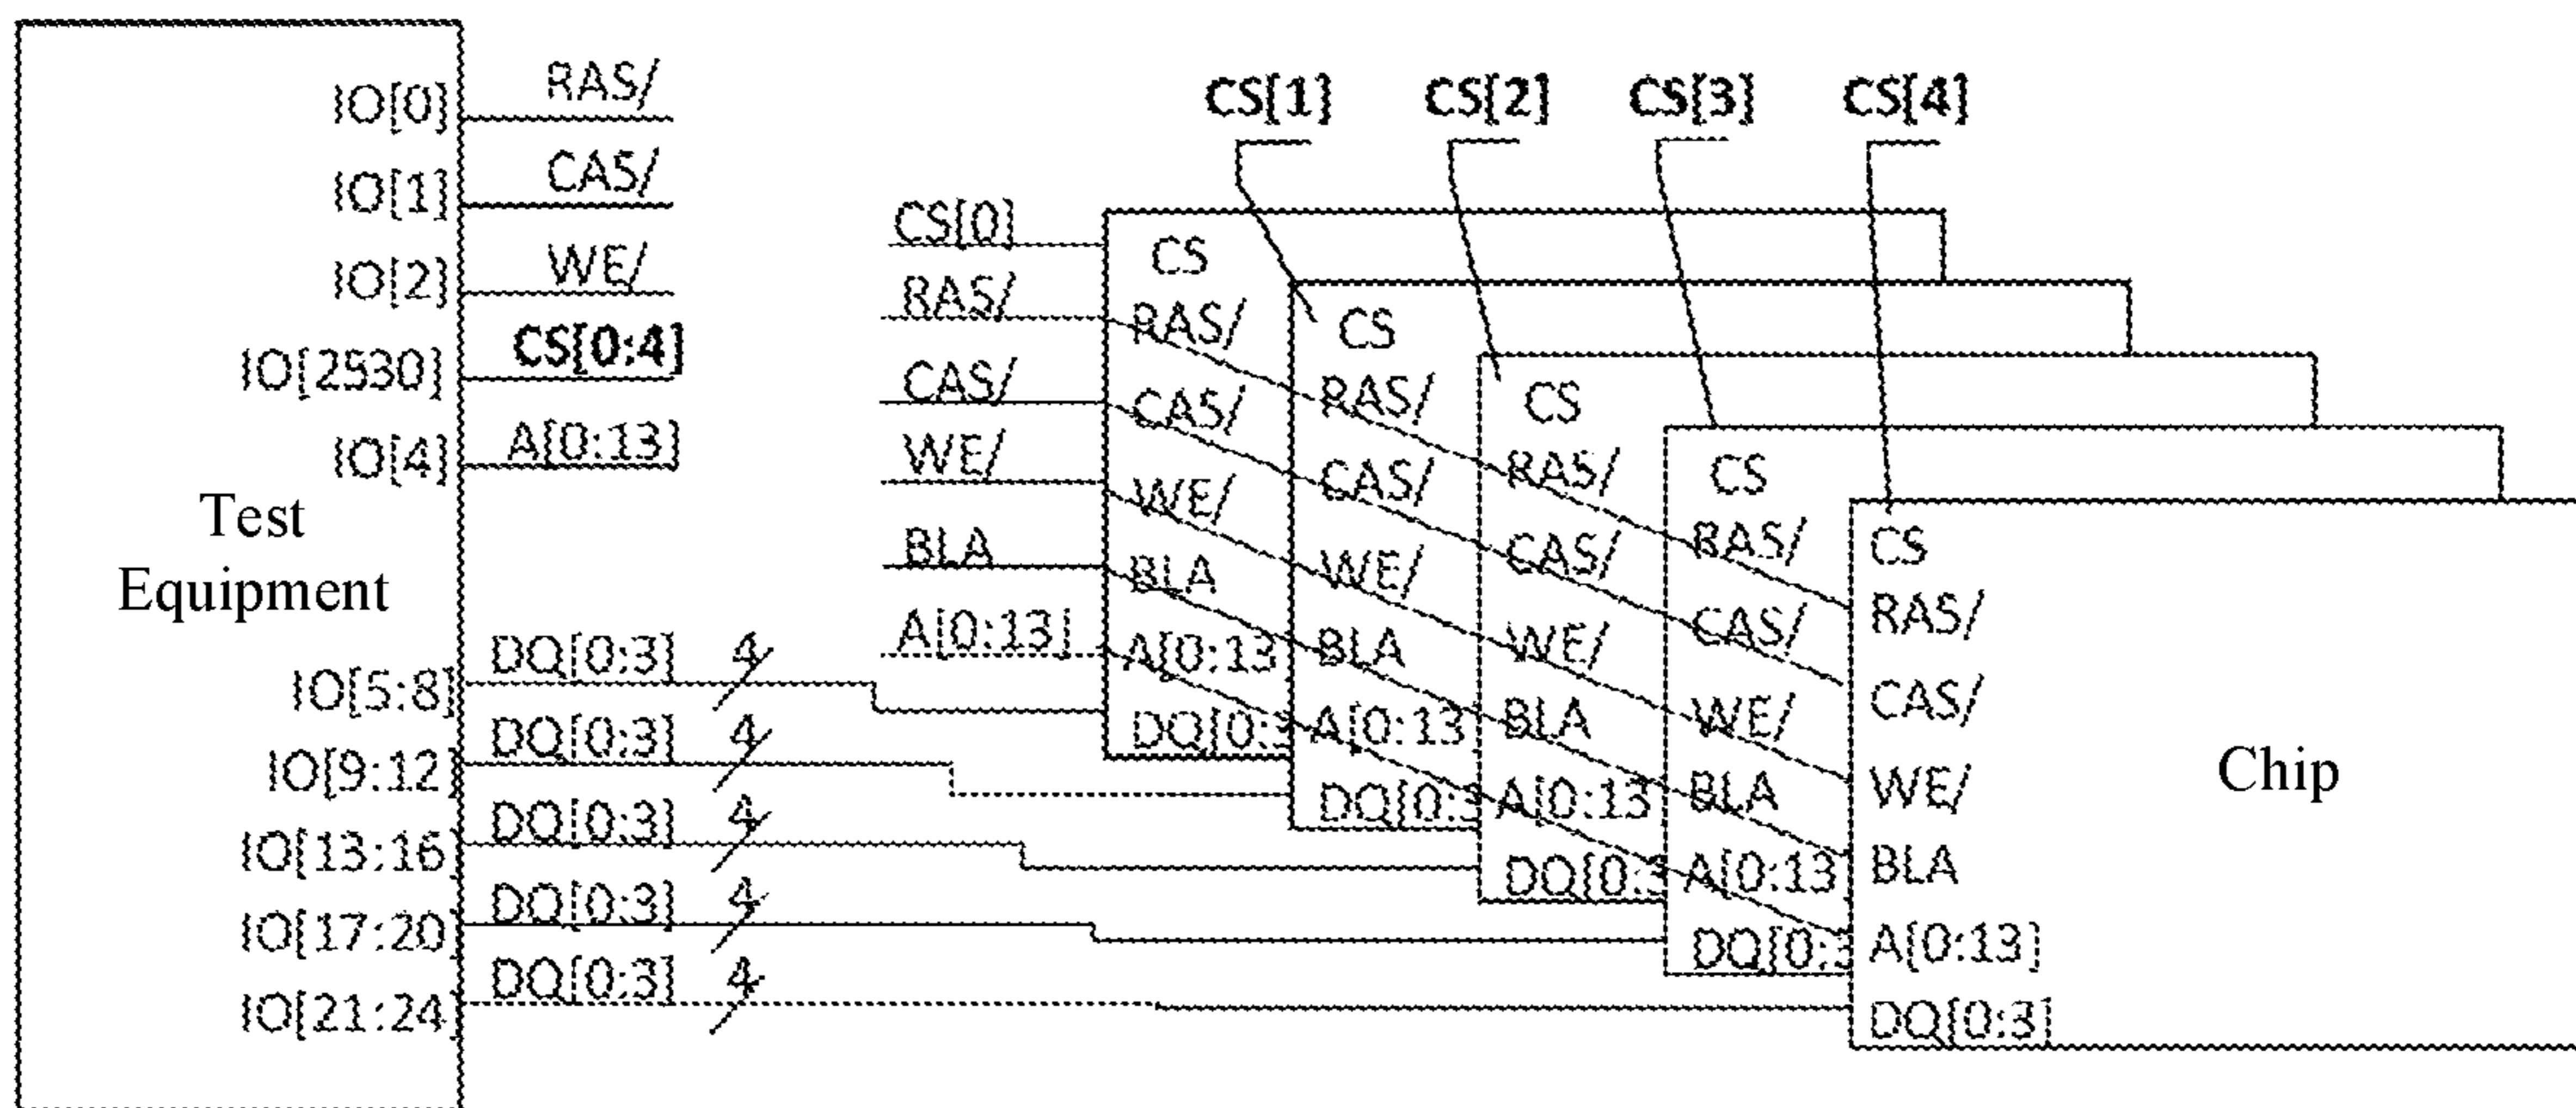 IO[0] RAS/
IO[1] CAS/
IO[2] WE/
IO[2530] CS[0:4]
IO[4] A[0:13]
Test
Equipment
IO[5:8] DQ[0:3] 4
IO[9:12] DQ[0:3] 4
IO[13:16] DQ[0:3] 4
IO[17:20] DQ[0:3] 4
IO[21:24] DQ[0:3] 4
CS[1] CS[2] CS[3] CS[4]
CS[0]
RAS/
CAS/
WE/
BLA
A[0:13]
CS
RAS/
CAS/
WE/
BLA
A[0:13
DQ[0:3
CS
RAS/
CAS/
WE/
BLA
A[0:13
DQ[0:3
CS
RAS/
CAS/
WE/
BLA
A[0:13
DQ[0:3
CS
RAS/
CAS/
WE/
BLA
A[0:13
DQ[0:3
CS
RAS/
CAS/
WE/
BLA
A[0:13]
DQ[0:3]
Chip